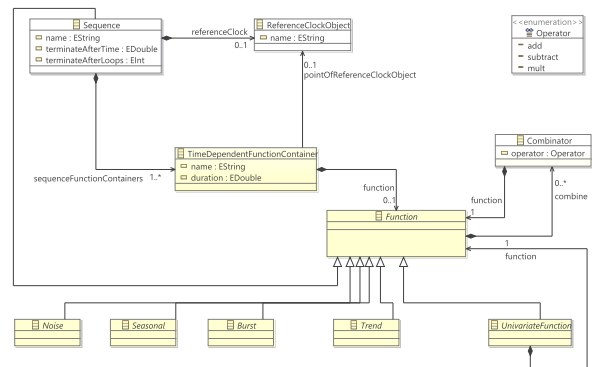 Sequence
name : EString
terminateAfterTime : EDouble
terminateAfterLoops : EInt
referenceClock
0..1
ReferenceClockObject
name : EString
<<enumeration>>
Operator
add
subtract
mult
0..1
pointOfReferenceClockObject
TimeDependentFunctionContainer
name : EString
duration : EDouble
sequenceFunctionContainers 1..*
Combinator
operator : Operator
function
0..1
function
1
0..*
combine
Function
1
function
Noise
Seasonal
Burst
Trend
UnivariateFunction